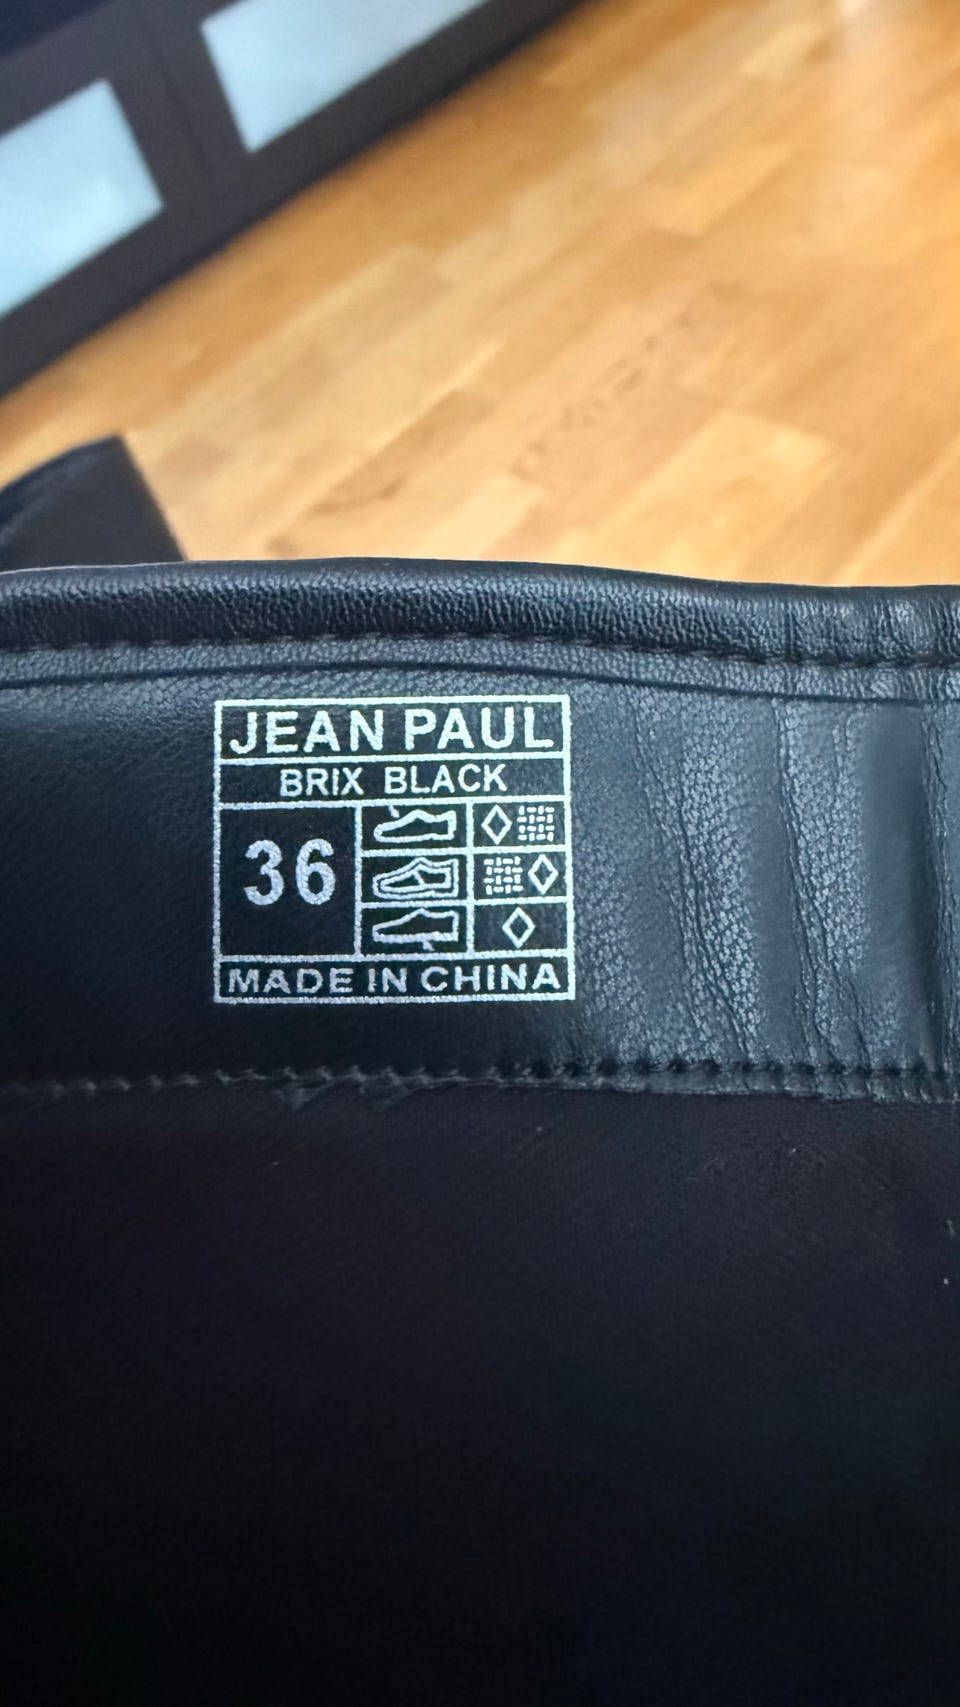 JEAN PAUL
BRIX BLACK
36
MADE IN CHINA